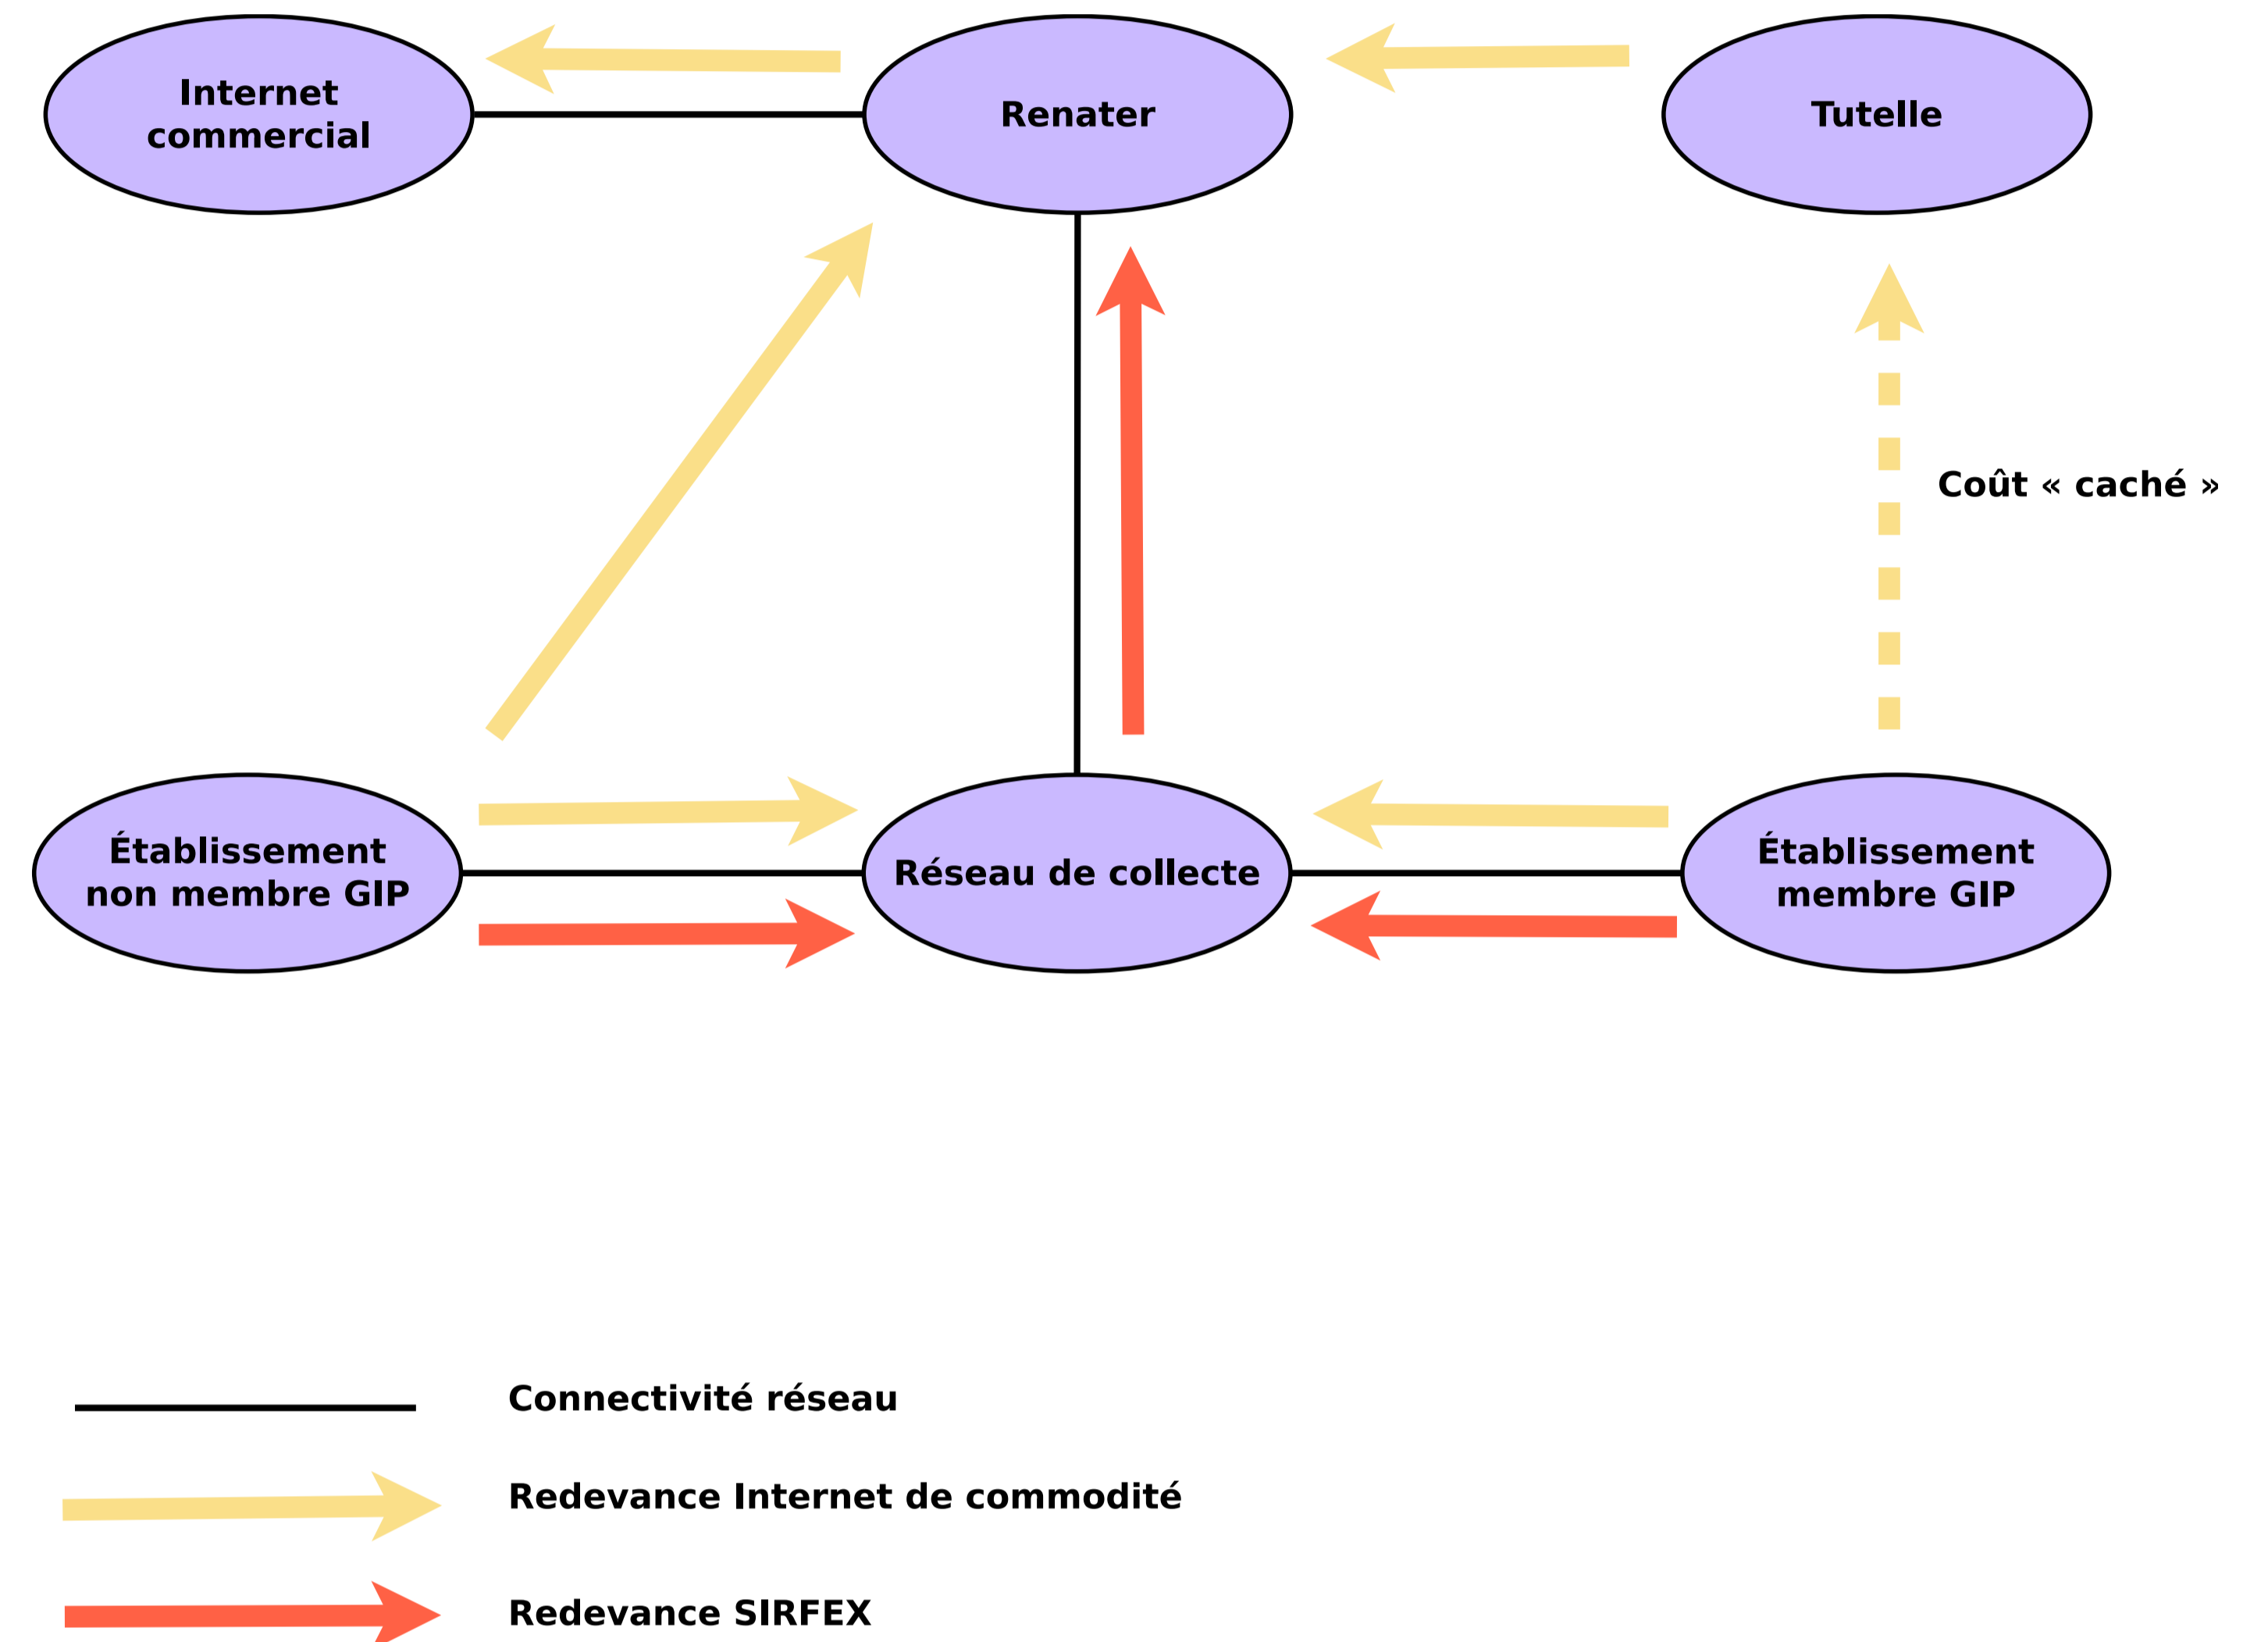 Internet
commercial
Renater
Tutelle
Coût « caché »
Établissement
non membre GIP
Réseau de collecte
Établissement
membre GIP
Connectivité réseau
Redevance Internet de commodité
Redevance SIRFEX